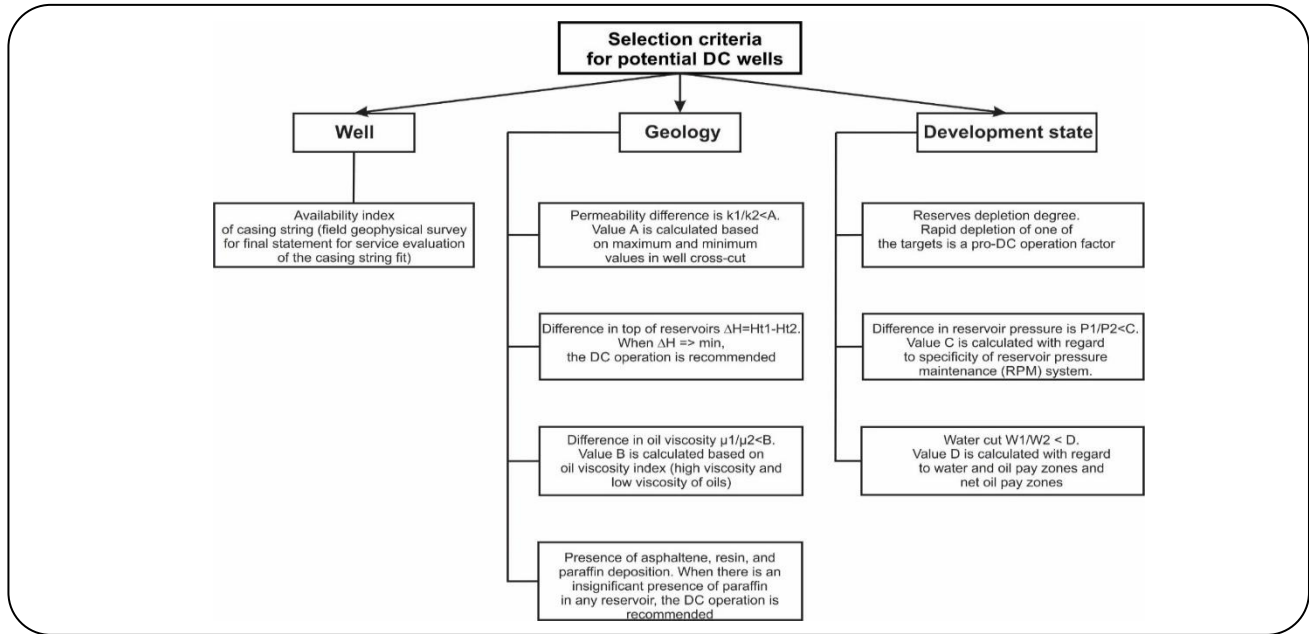 Selection criteria
for potential DC wells
Well
Geology
Development state
Availability index
of casing string (field geophysical survey
for final statement for service evaluation
of the casing string fit)
Permeability difference is k1/k2<A.
Value A is calculated based
on maximum and minimum
values in well cross-cut
Difference in top of reservoirs ΔH=Ht1-Ht2.
When ΔH => min,
the DC operation is recommended
Difference in oil viscosity μ1/μ2<B.
Value B is calculated based on
oil viscosity index (high viscosity and
low viscosity of oils)
Presence of asphaltene, resin, and
paraffin deposition. When there is an
insignificant presence of paraffin
in any reservoir, the DC operation is
recommended
Reserves depletion degree.
Rapid depletion of one of
the targets is a pro-DC operation factor
Difference in reservoir pressure is P1/P2<C.
Value C is calculated with regard
to specificity of reservoir pressure
maintenance (RPM) system.
Water cut W1/W2 < D.
Value D is calculated with regard
to water and oil pay zones and
net oil pay zones